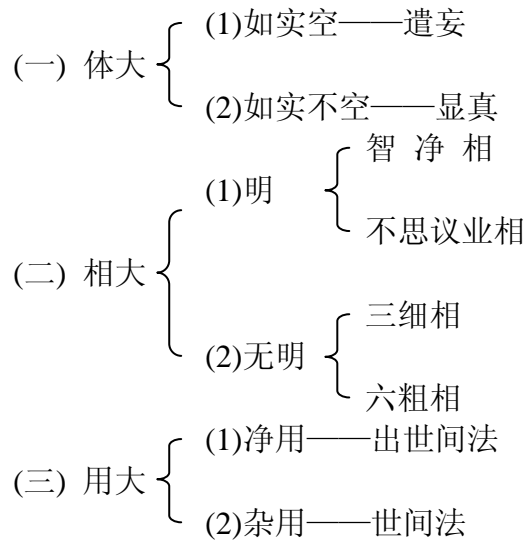 (1)如实空——遣妄
(一) 体大
(2)如实不空——显真
智 净 相
(1)明
不思议业相
(二) 相大
三细相
(2)无明
六粗相
(1)净用——出世间法
(三) 用大
(2)杂用——世间法